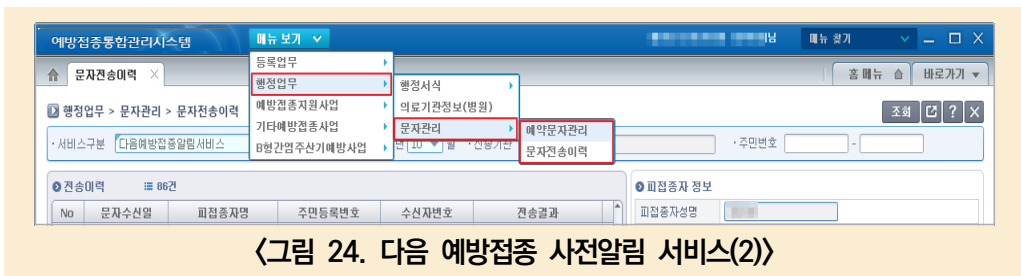 예방접종통합관리시스템 메뉴 보기 님 메뉴 찾기
문자전송이력 홈 메뉴 바로가기
등록업무
행정업무
예방접종지원사업
기타예방접종사업
B형간염주산기예방사업
행정서식
의료기관정보(병원)
문자관리
예약문자관리
문자전송이력
행정업무 > 문자관리 > 문자전송이력 조회
서비스구분 다음예방접종알림서비스 년 10 월 전송기관 주민번호 -
전송이력 86건 피접종자 정보
No 문자수신일 피접종자명 주민등록번호 수신자번호 전송결과 피접종자성명
<그림 24. 다음 예방접종 사전알림 서비스(2)>